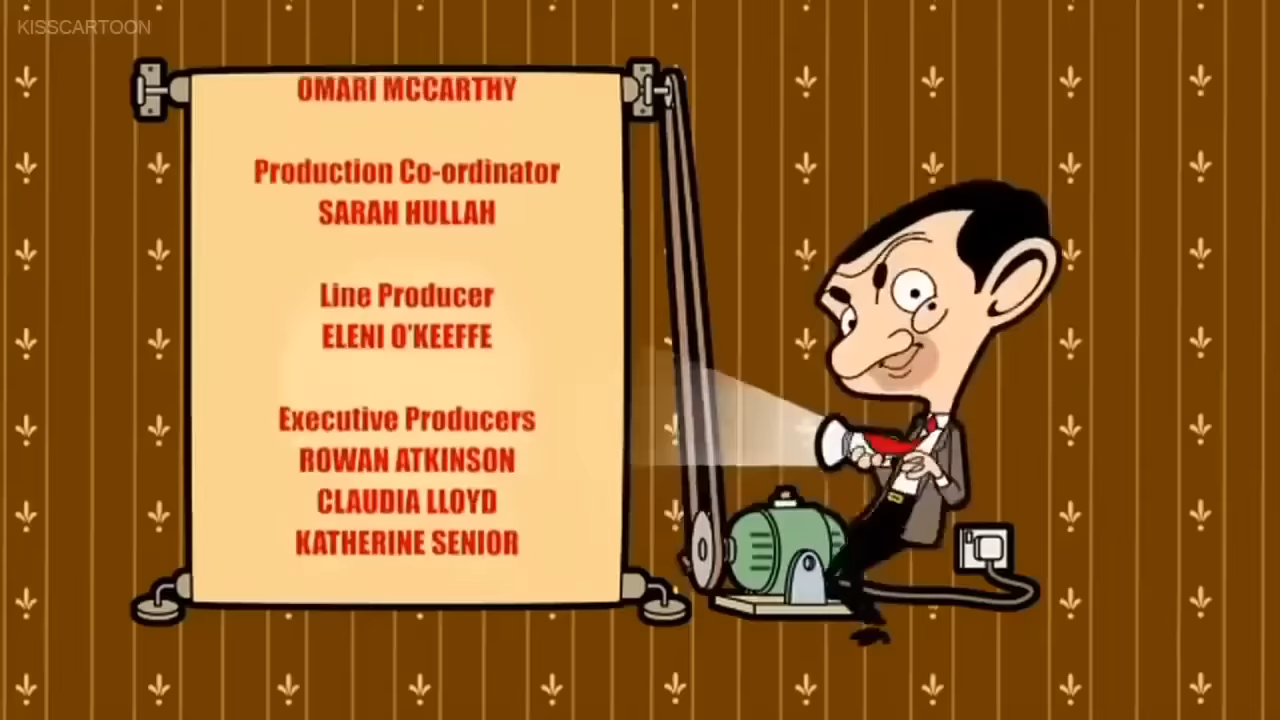 KISSCARTOON
OMARI MCCARTHY
Production Co-ordinator
SARAH HULLAH
Line Producer
ELENI O'KEEFFE
Executive Producers
ROWAN ATKINSON
CLAUDIA LLOYD
KATHERINE SENIOR